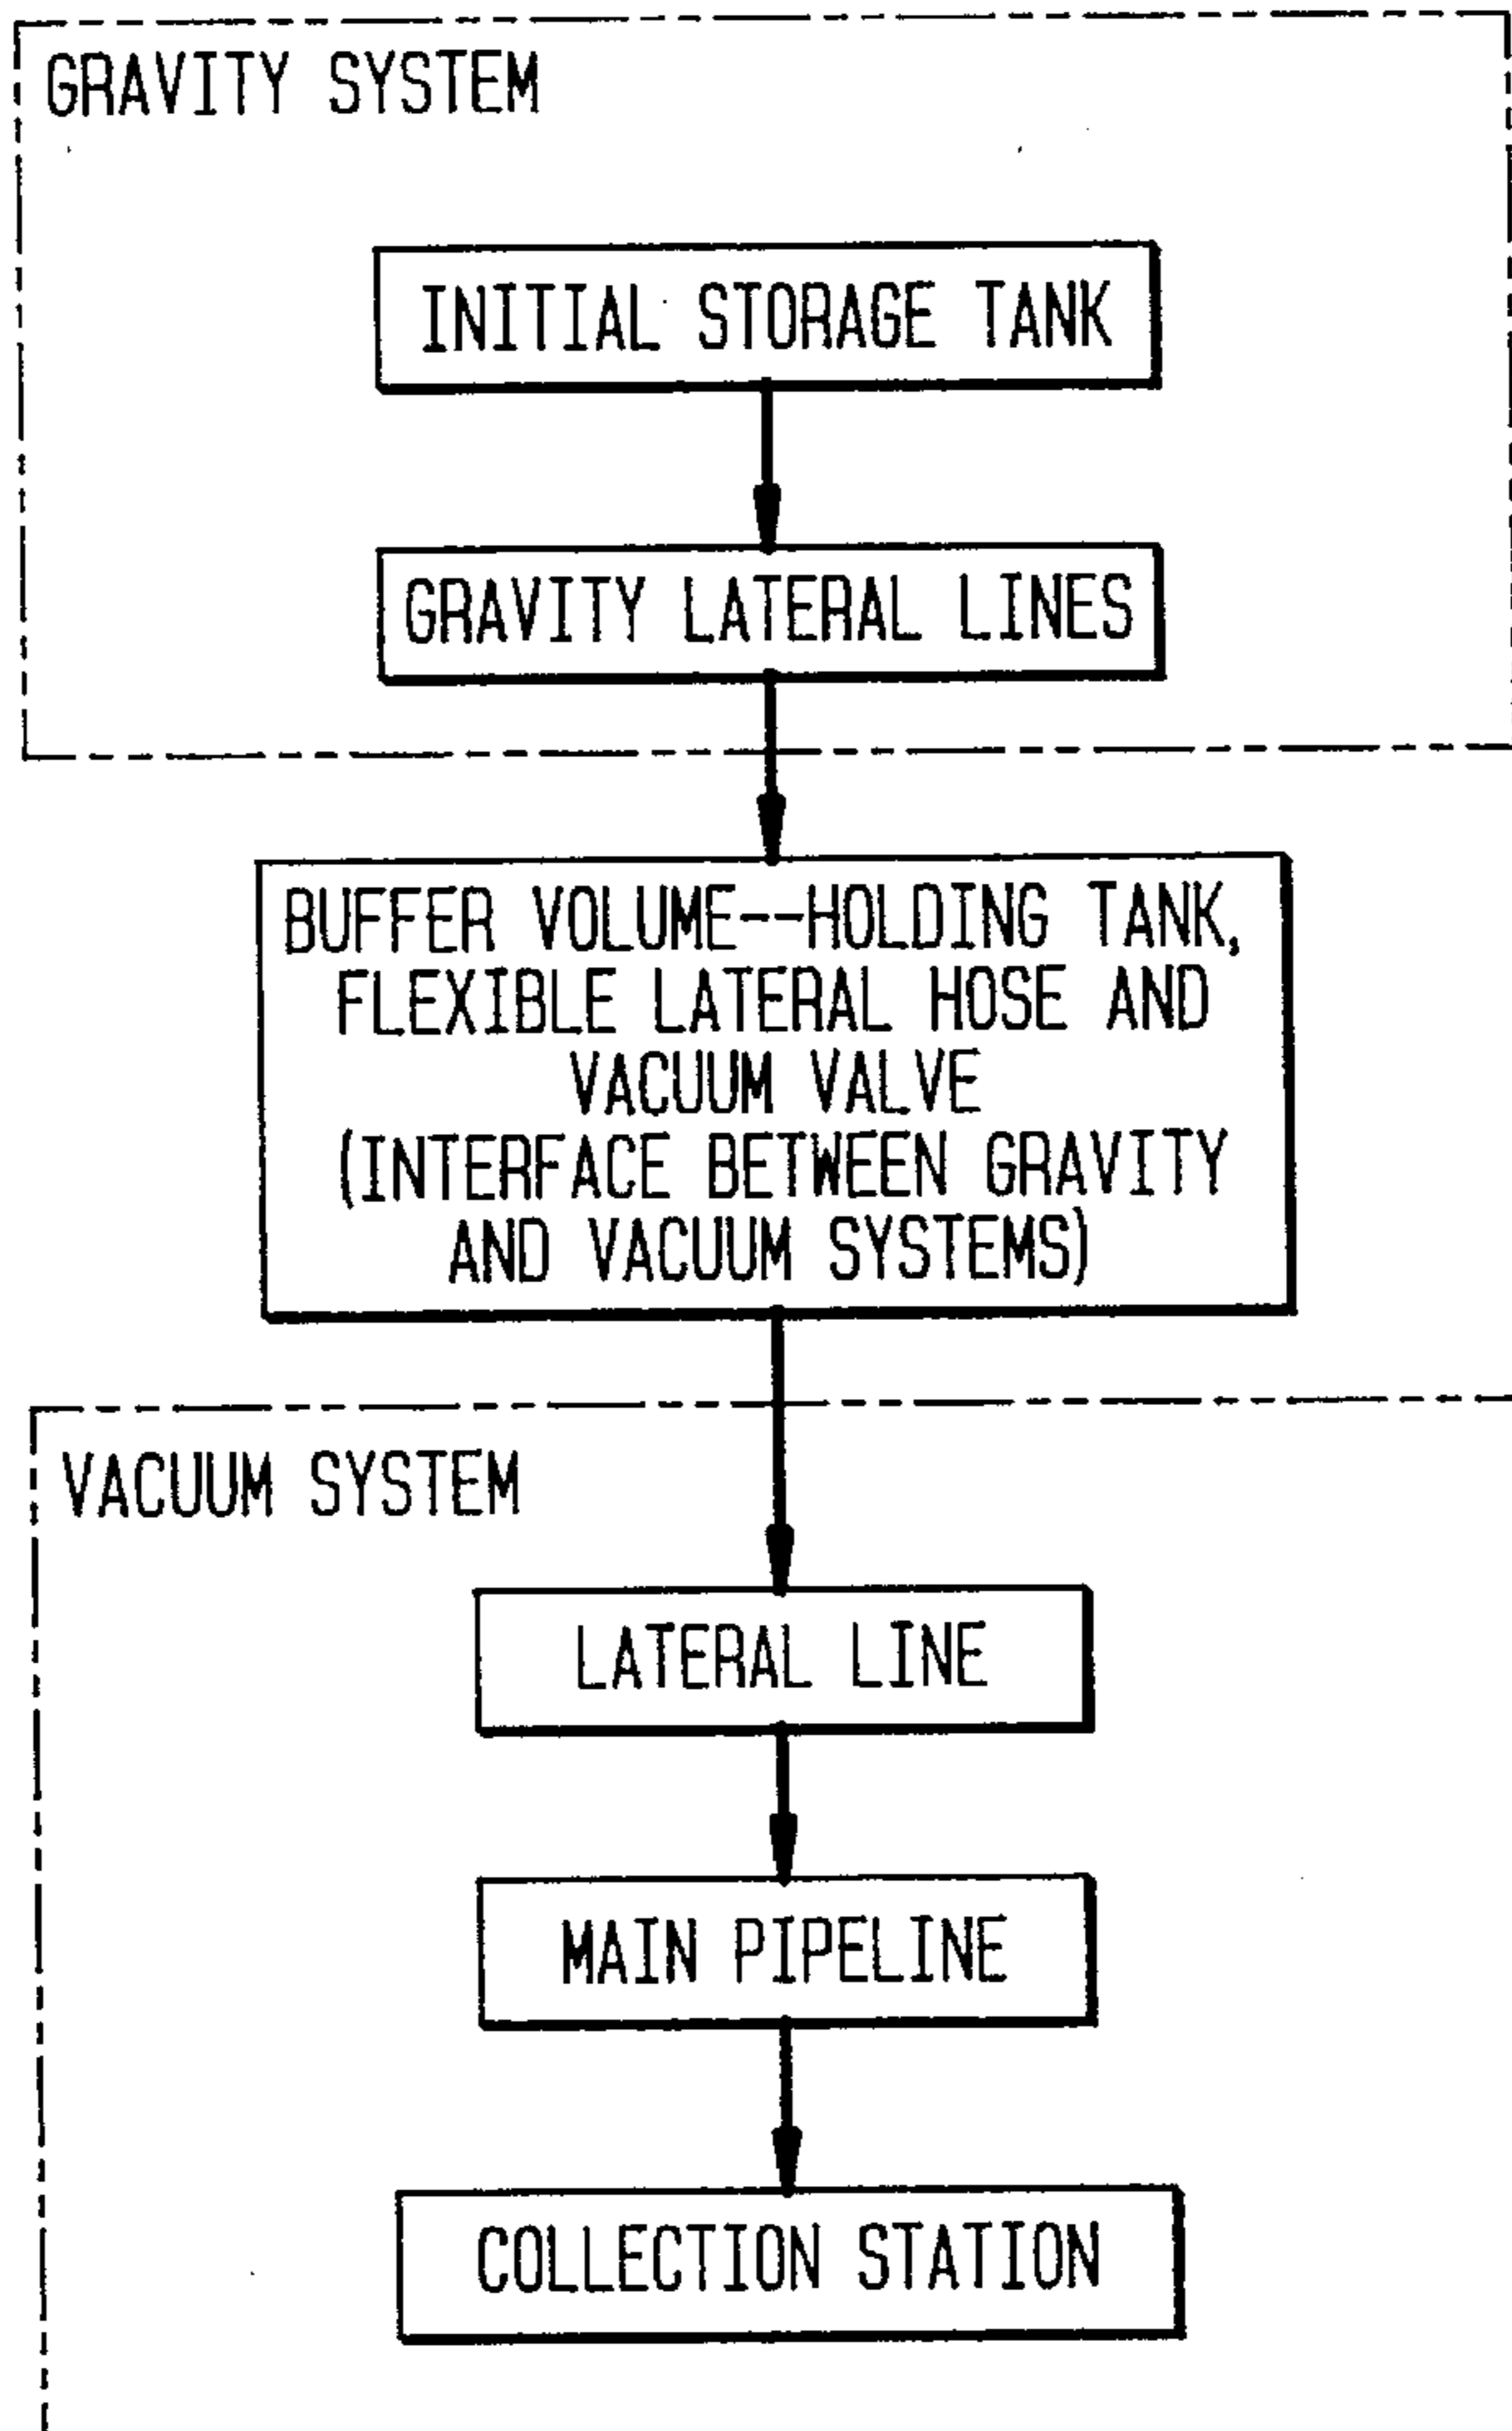 GRAVITY SYSTEM
INITIAL STORAGE TANK
GRAVITY LATERAL LINES
BUFFER VOLUME--HOLDING TANK,
FLEXIBLE LATERAL HOSE AND
VACUUM VALVE
(INTERFACE BETWEEN GRAVITY
AND VACUUM SYSTEMS)
VACUUM SYSTEM
LATERAL LINE
MAIN PIPELINE
COLLECTION STATION